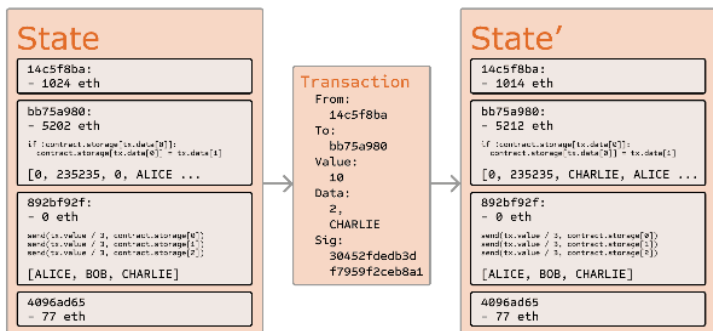 State
14c5f8ba:
- 1024 eth
bb75a980:
- 5202 eth
if !contract.storage[tx.data[0]]:
contract.storage[tx.data[0]] = tx.data[1]
[0, 235235, 0, ALICE ...
892bf92f:
- 0 eth
send(tx.value / 3, contract.storage[0])
send(tx.value / 3, contract.storage[1])
send(tx.value / 3, contract.storage[2])
[ALICE, BOB, CHARLIE]
4096ad65
- 77 eth
Transaction
From:
14c5f8ba
To:
bb75a980
Value:
10
Data:
2,
CHARLIE
Sig:
30452fdedb3d
f7959f2ceb8a1
State’
14c5f8ba:
- 1014 eth
bb75a980:
- 5212 eth
if !contract.storage[tx.data[0]]:
contract.storage[tx.data[0]] = tx.data[1]
[0, 235235, CHARLIE, ALICE ...
892bf92f:
- 0 eth
send(tx.value / 3, contract.storage[0])
send(tx.value / 3, contract.storage[1])
send(tx.value / 3, contract.storage[2])
[ALICE, BOB, CHARLIE]
4096ad65
- 77 eth